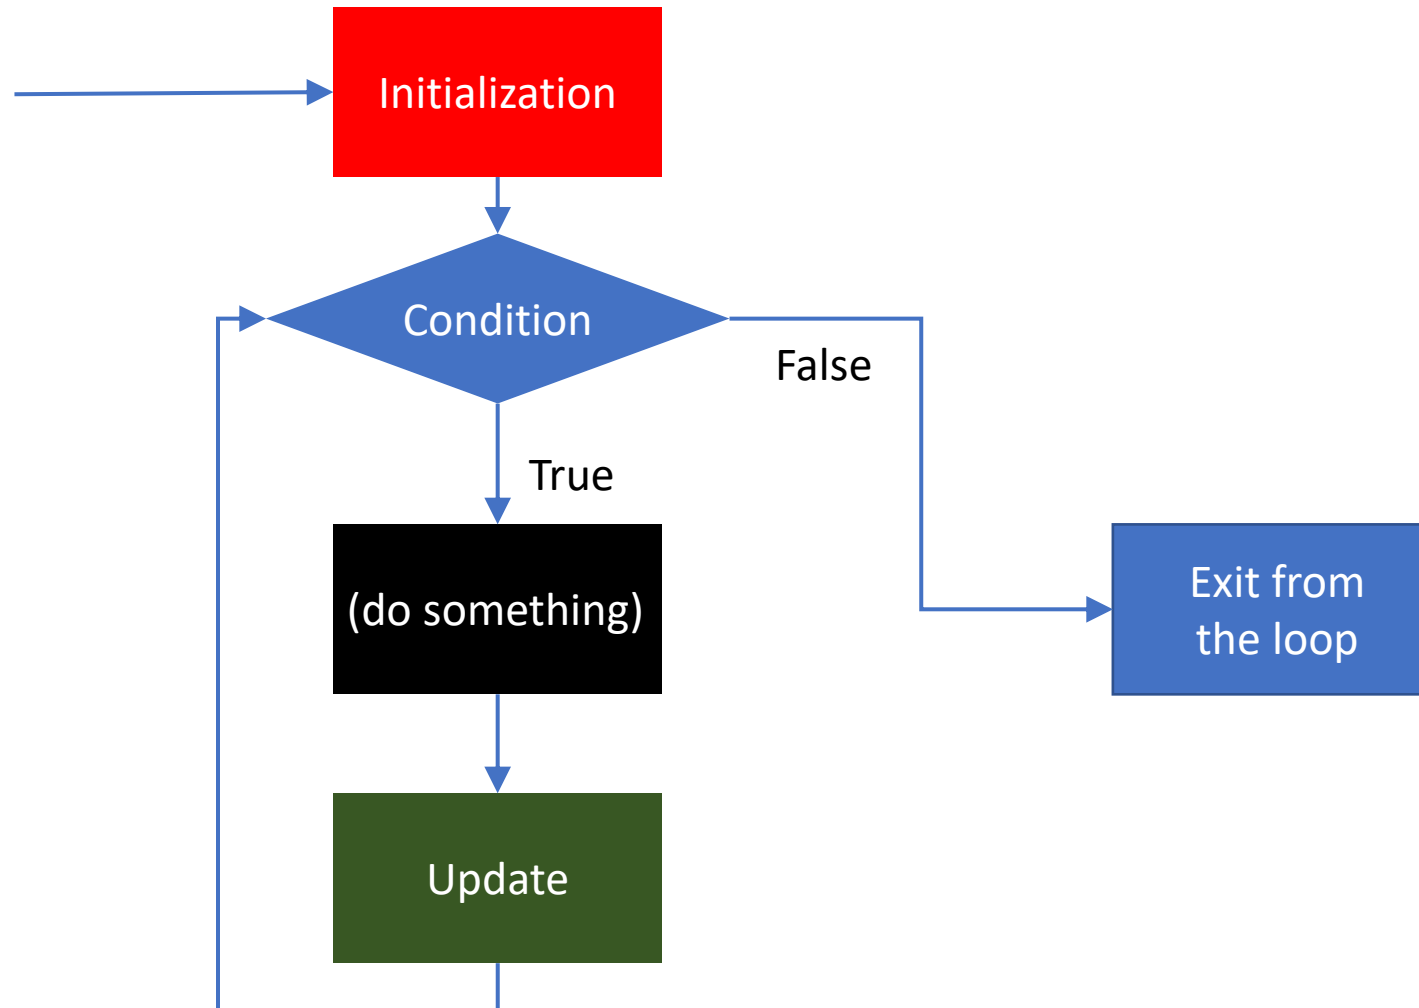 Initialization
Condition
False
True
(do something)
Exit from
the loop
Update